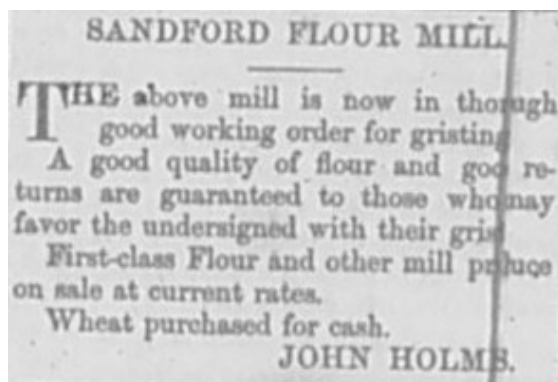 SANDFORD FLOUR MILL.
THE above mill is now in thorough
good working order for gristing
A good quality of flour and good re-
turns are guaranteed to those who may
favor the undersigned with their grist
First-class Flour and other mill produce
on sale at current rates.
Wheat purchased for cash.
JOHN HOLMES.